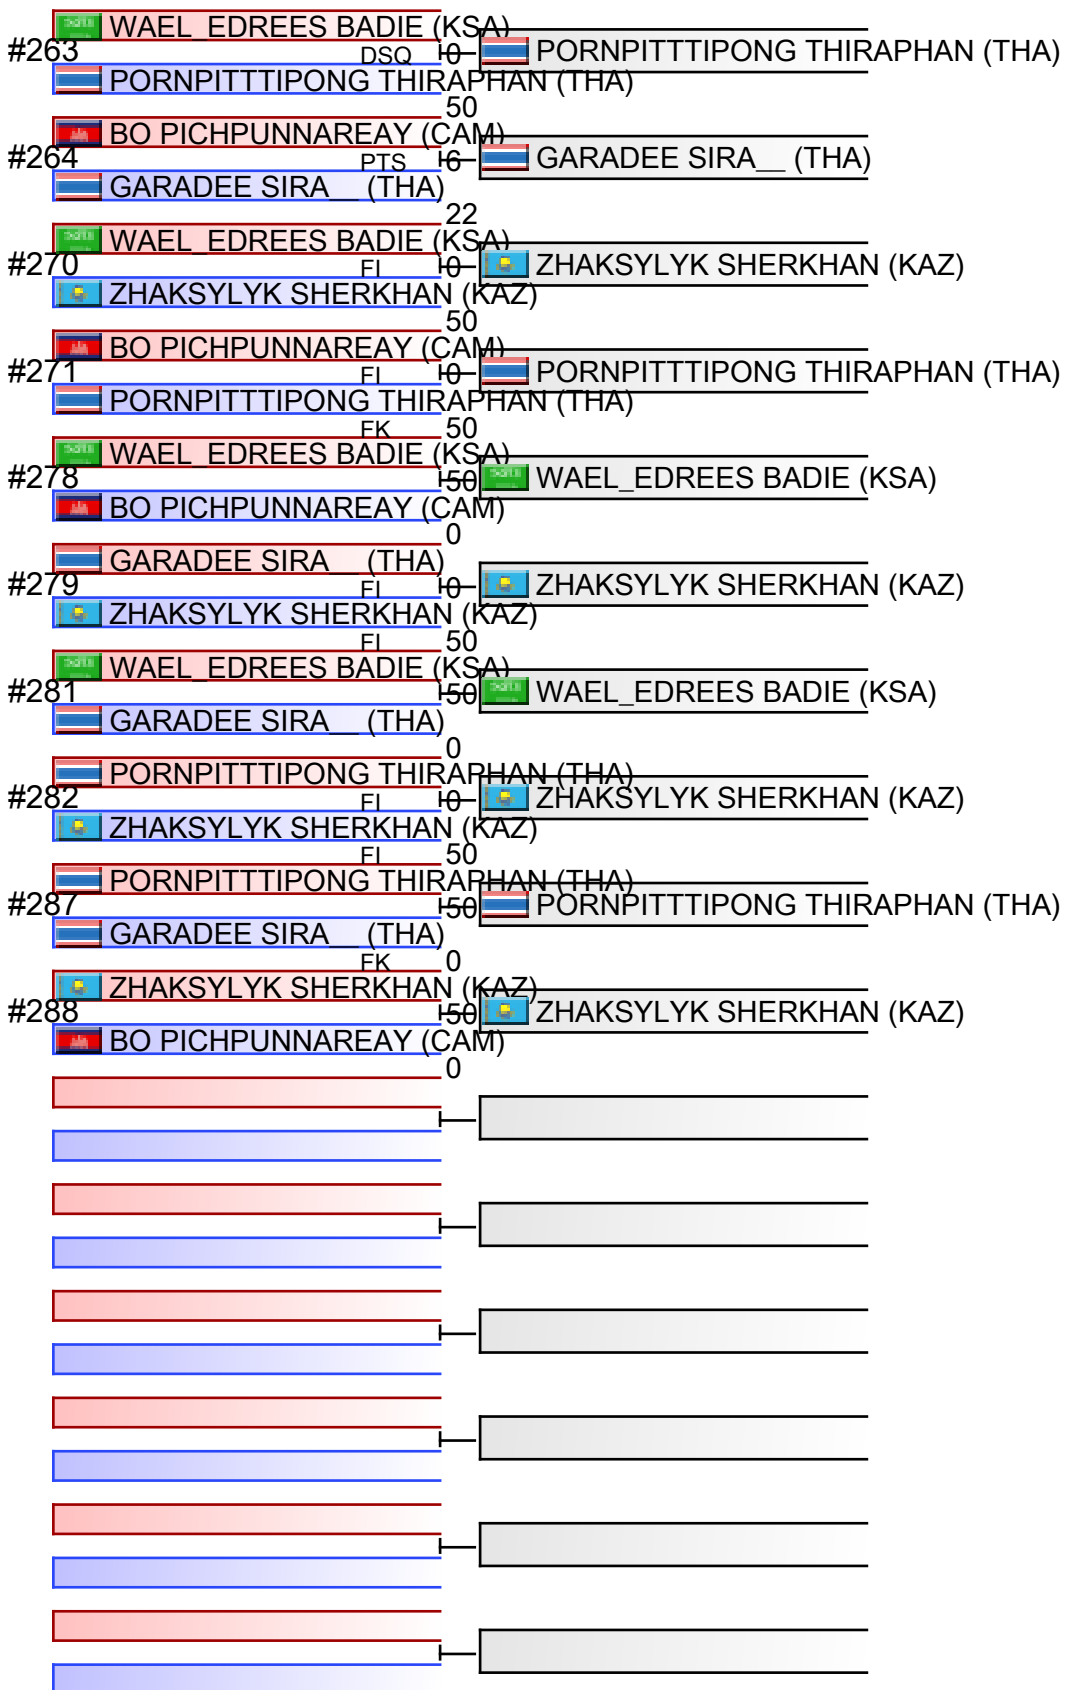 WAEL_EDREES BADIE (KSA)
#263 DSQ 0 PORNPITTTIPONG THIRAPHAN (THA)
PORNPITTTIPONG THIRAPHAN (THA)
50
BO PICHPUNNAREAY (CAM)
#264 PTS 6 GARADEE SIRA__ (THA)
GARADEE SIRA__ (THA)
22
WAEL_EDREES BADIE (KSA)
#270 FI 0 ZHAKSYLYK SHERKHAN (KAZ)
ZHAKSYLYK SHERKHAN (KAZ)
50
BO PICHPUNNAREAY (CAM)
#271 FI 0 PORNPITTTIPONG THIRAPHAN (THA)
PORNPITTTIPONG THIRAPHAN (THA)
FK 50
WAEL_EDREES BADIE (KSA)
#278 50 WAEL_EDREES BADIE (KSA)
BO PICHPUNNAREAY (CAM)
0
GARADEE SIRA__ (THA)
#279 FI 0 ZHAKSYLYK SHERKHAN (KAZ)
ZHAKSYLYK SHERKHAN (KAZ)
FI 50
WAEL_EDREES BADIE (KSA)
#281 50 WAEL_EDREES BADIE (KSA)
GARADEE SIRA__ (THA)
0
PORNPITTTIPONG THIRAPHAN (THA)
#282 FI 0 ZHAKSYLYK SHERKHAN (KAZ)
ZHAKSYLYK SHERKHAN (KAZ)
FI 50
PORNPITTTIPONG THIRAPHAN (THA)
#287 50 PORNPITTTIPONG THIRAPHAN (THA)
GARADEE SIRA__ (THA)
FK 0
ZHAKSYLYK SHERKHAN (KAZ)
#288 50 ZHAKSYLYK SHERKHAN (KAZ)
BO PICHPUNNAREAY (CAM)
0